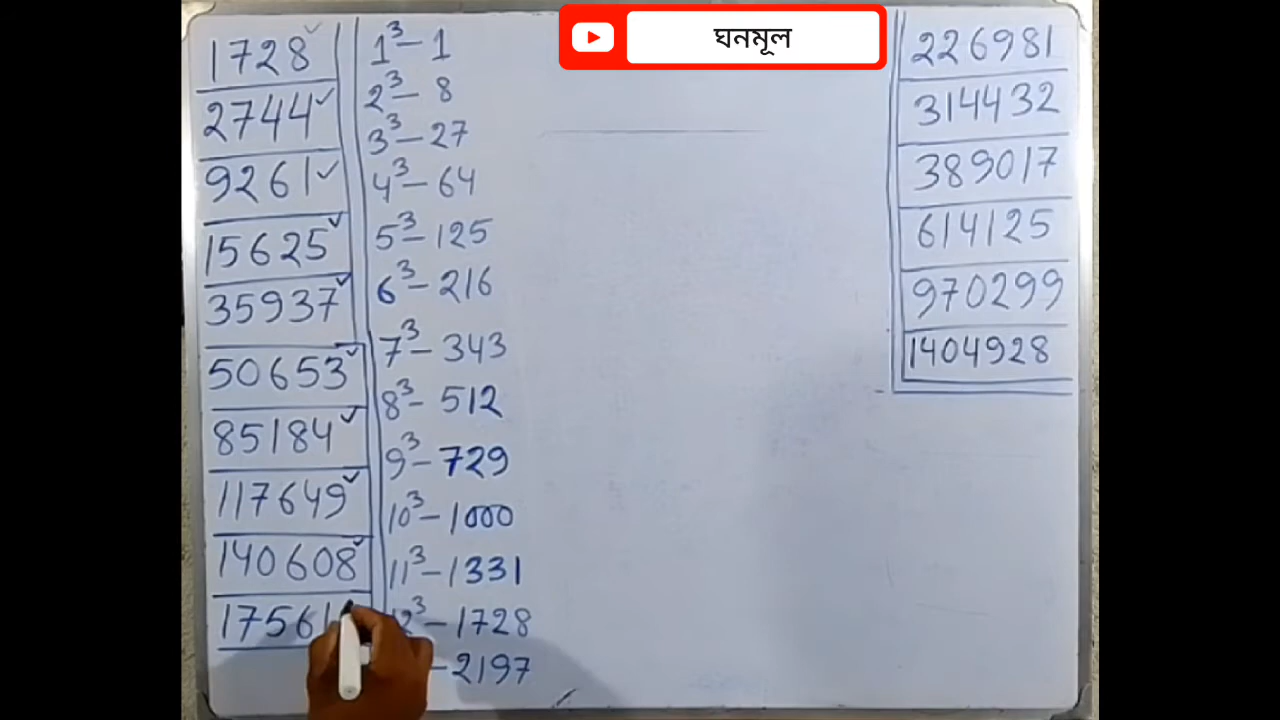 ঘনমূল
1728
2744
9261
15625
35937
50653
85184
117649
140608
17561
1³ - 1
2³ - 8
3³ - 27
4³ - 64
5³ - 125
6³ - 216
7³ - 343
8³ - 512
9³ - 729
10³ - 1000
11³ - 1331
12³ - 1728
- 2197
226981
314432
389017
614125
970299
1404928